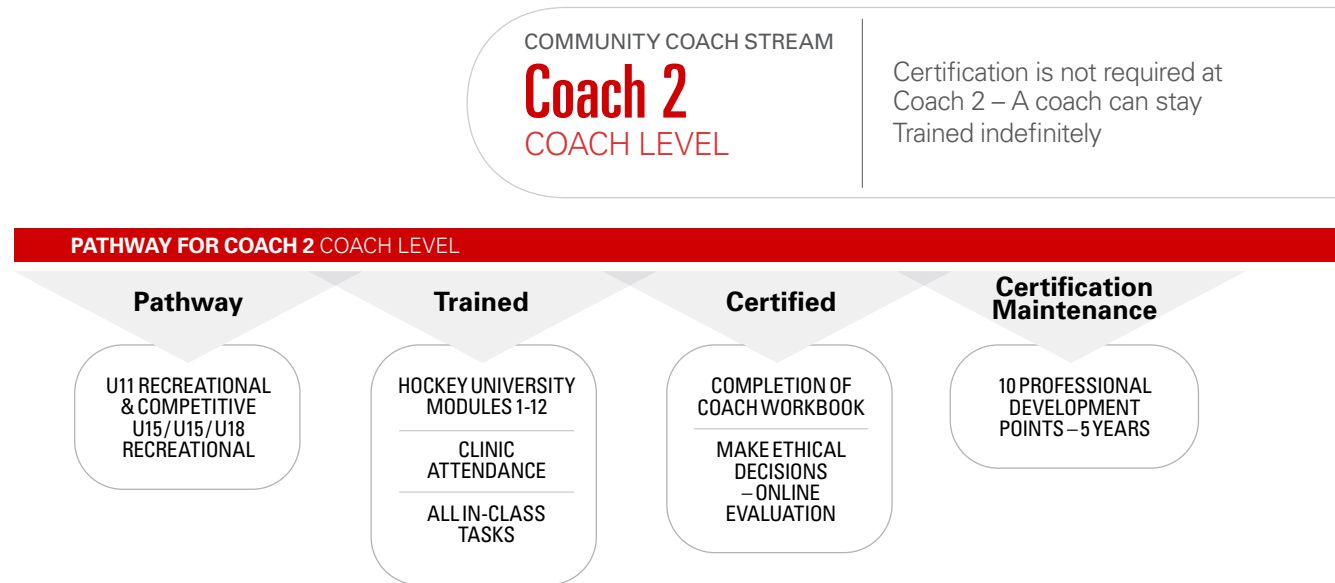 COMMUNITY COACH STREAM
Coach 2
COACH LEVEL
Certification is not required at
Coach 2 – A coach can stay
Trained indefinitely
PATHWAY FOR COACH 2 COACH LEVEL
Pathway
U11 RECREATIONAL
& COMPETITIVE
U15/U15/U18
RECREATIONAL
Trained
HOCKEY UNIVERSITY
MODULES 1-12
CLINIC
ATTENDANCE
ALL IN-CLASS
TASKS
Certified
COMPLETION OF
COACH WORKBOOK
MAKE ETHICAL
DECISIONS
– ONLINE
EVALUATION
Certification
Maintenance
10 PROFESSIONAL
DEVELOPMENT
POINTS – 5 YEARS